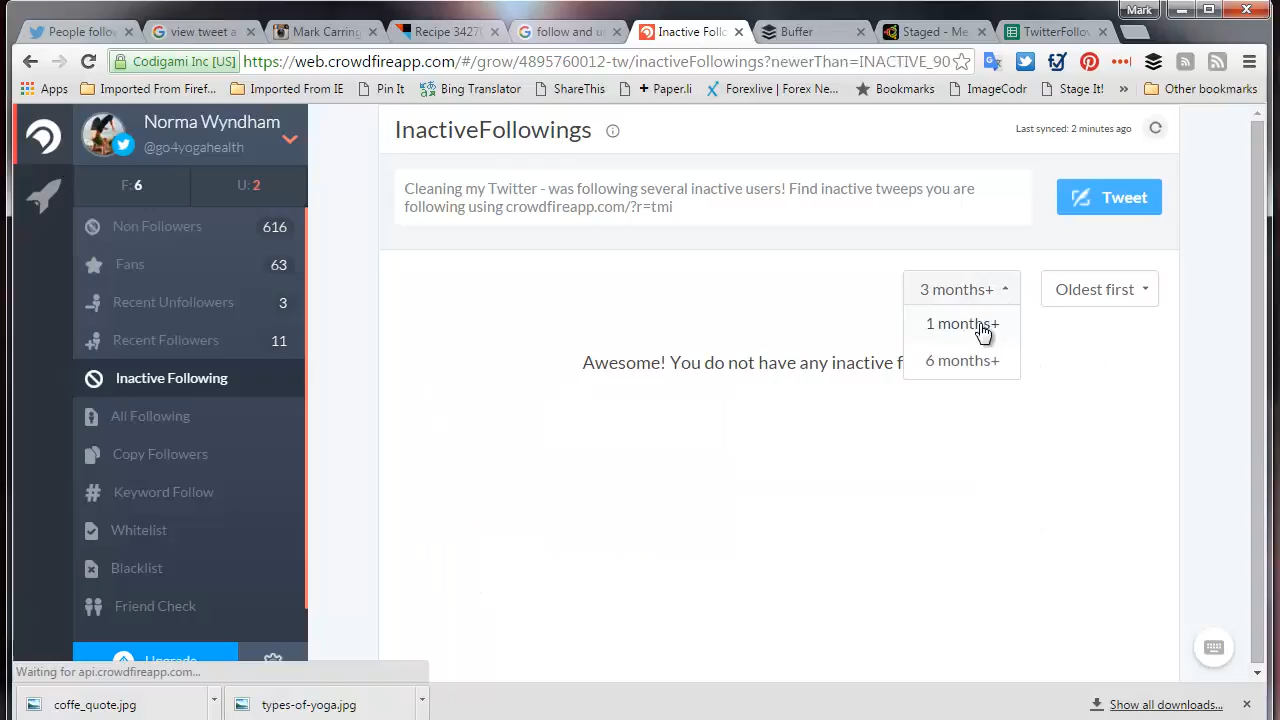 Mark
People follow
vido tweet a
Mark Carring
Recipe 3427
follow and u
Inactive Follo
Buffer
Staged - Me
TwitterFollov
Codigami Inc [US] https://web.crowdfireapp.com/#/grow/4895760012-tw/inactiveFollowings?newerThan=INACTIVE_90
Apps Imported From Firef... Imported From IE Pin It Bing Translator ShareThis + Paper.li Forexlive | Forex Ne... Bookmarks ImageCodr Stage It! » Other bookmarks
Norma Wyndham
@go4yogahealth
F:6 U:2
Non Followers 616
Fans 63
Recent Unfollowers 3
Recent Followers 11
Inactive Following
All Following
Copy Followers
Keyword Follow
Whitelist
Blacklist
Friend Check
Upgrade
InactiveFollowings
Last synced: 2 minutes ago
Cleaning my Twitter - was following several inactive users! Find inactive tweeps you are
following using crowdfireapp.com/?r=tmi
Tweet
3 months+ Oldest first
1 months+
6 months+
Awesome! You do not have any inactive f
Waiting for api.crowdfireapp.com...
coffe_quote.jpg types-of-yoga.jpg Show all downloads...